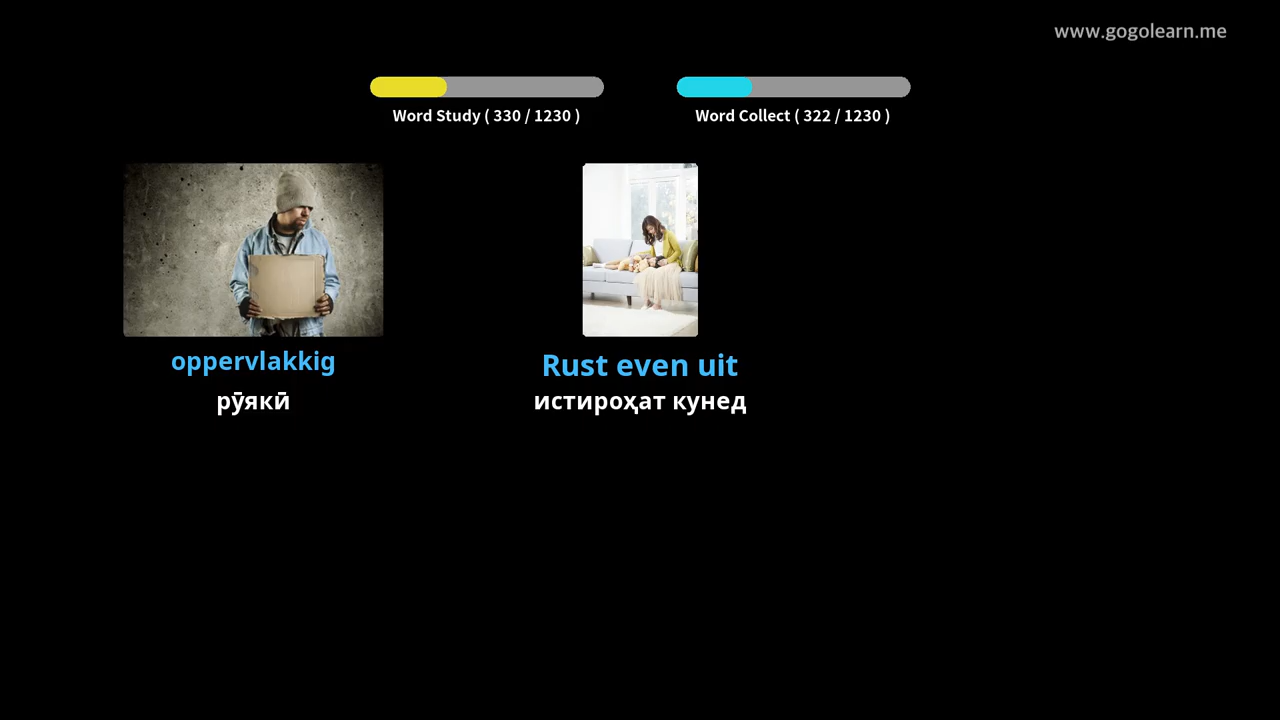 www.gogolearn.me
Word Study ( 330 / 1230 )
Word Collect ( 322 / 1230 )
oppervlakkig
рӯякӣ
Rust even uit
истироҳат кунед